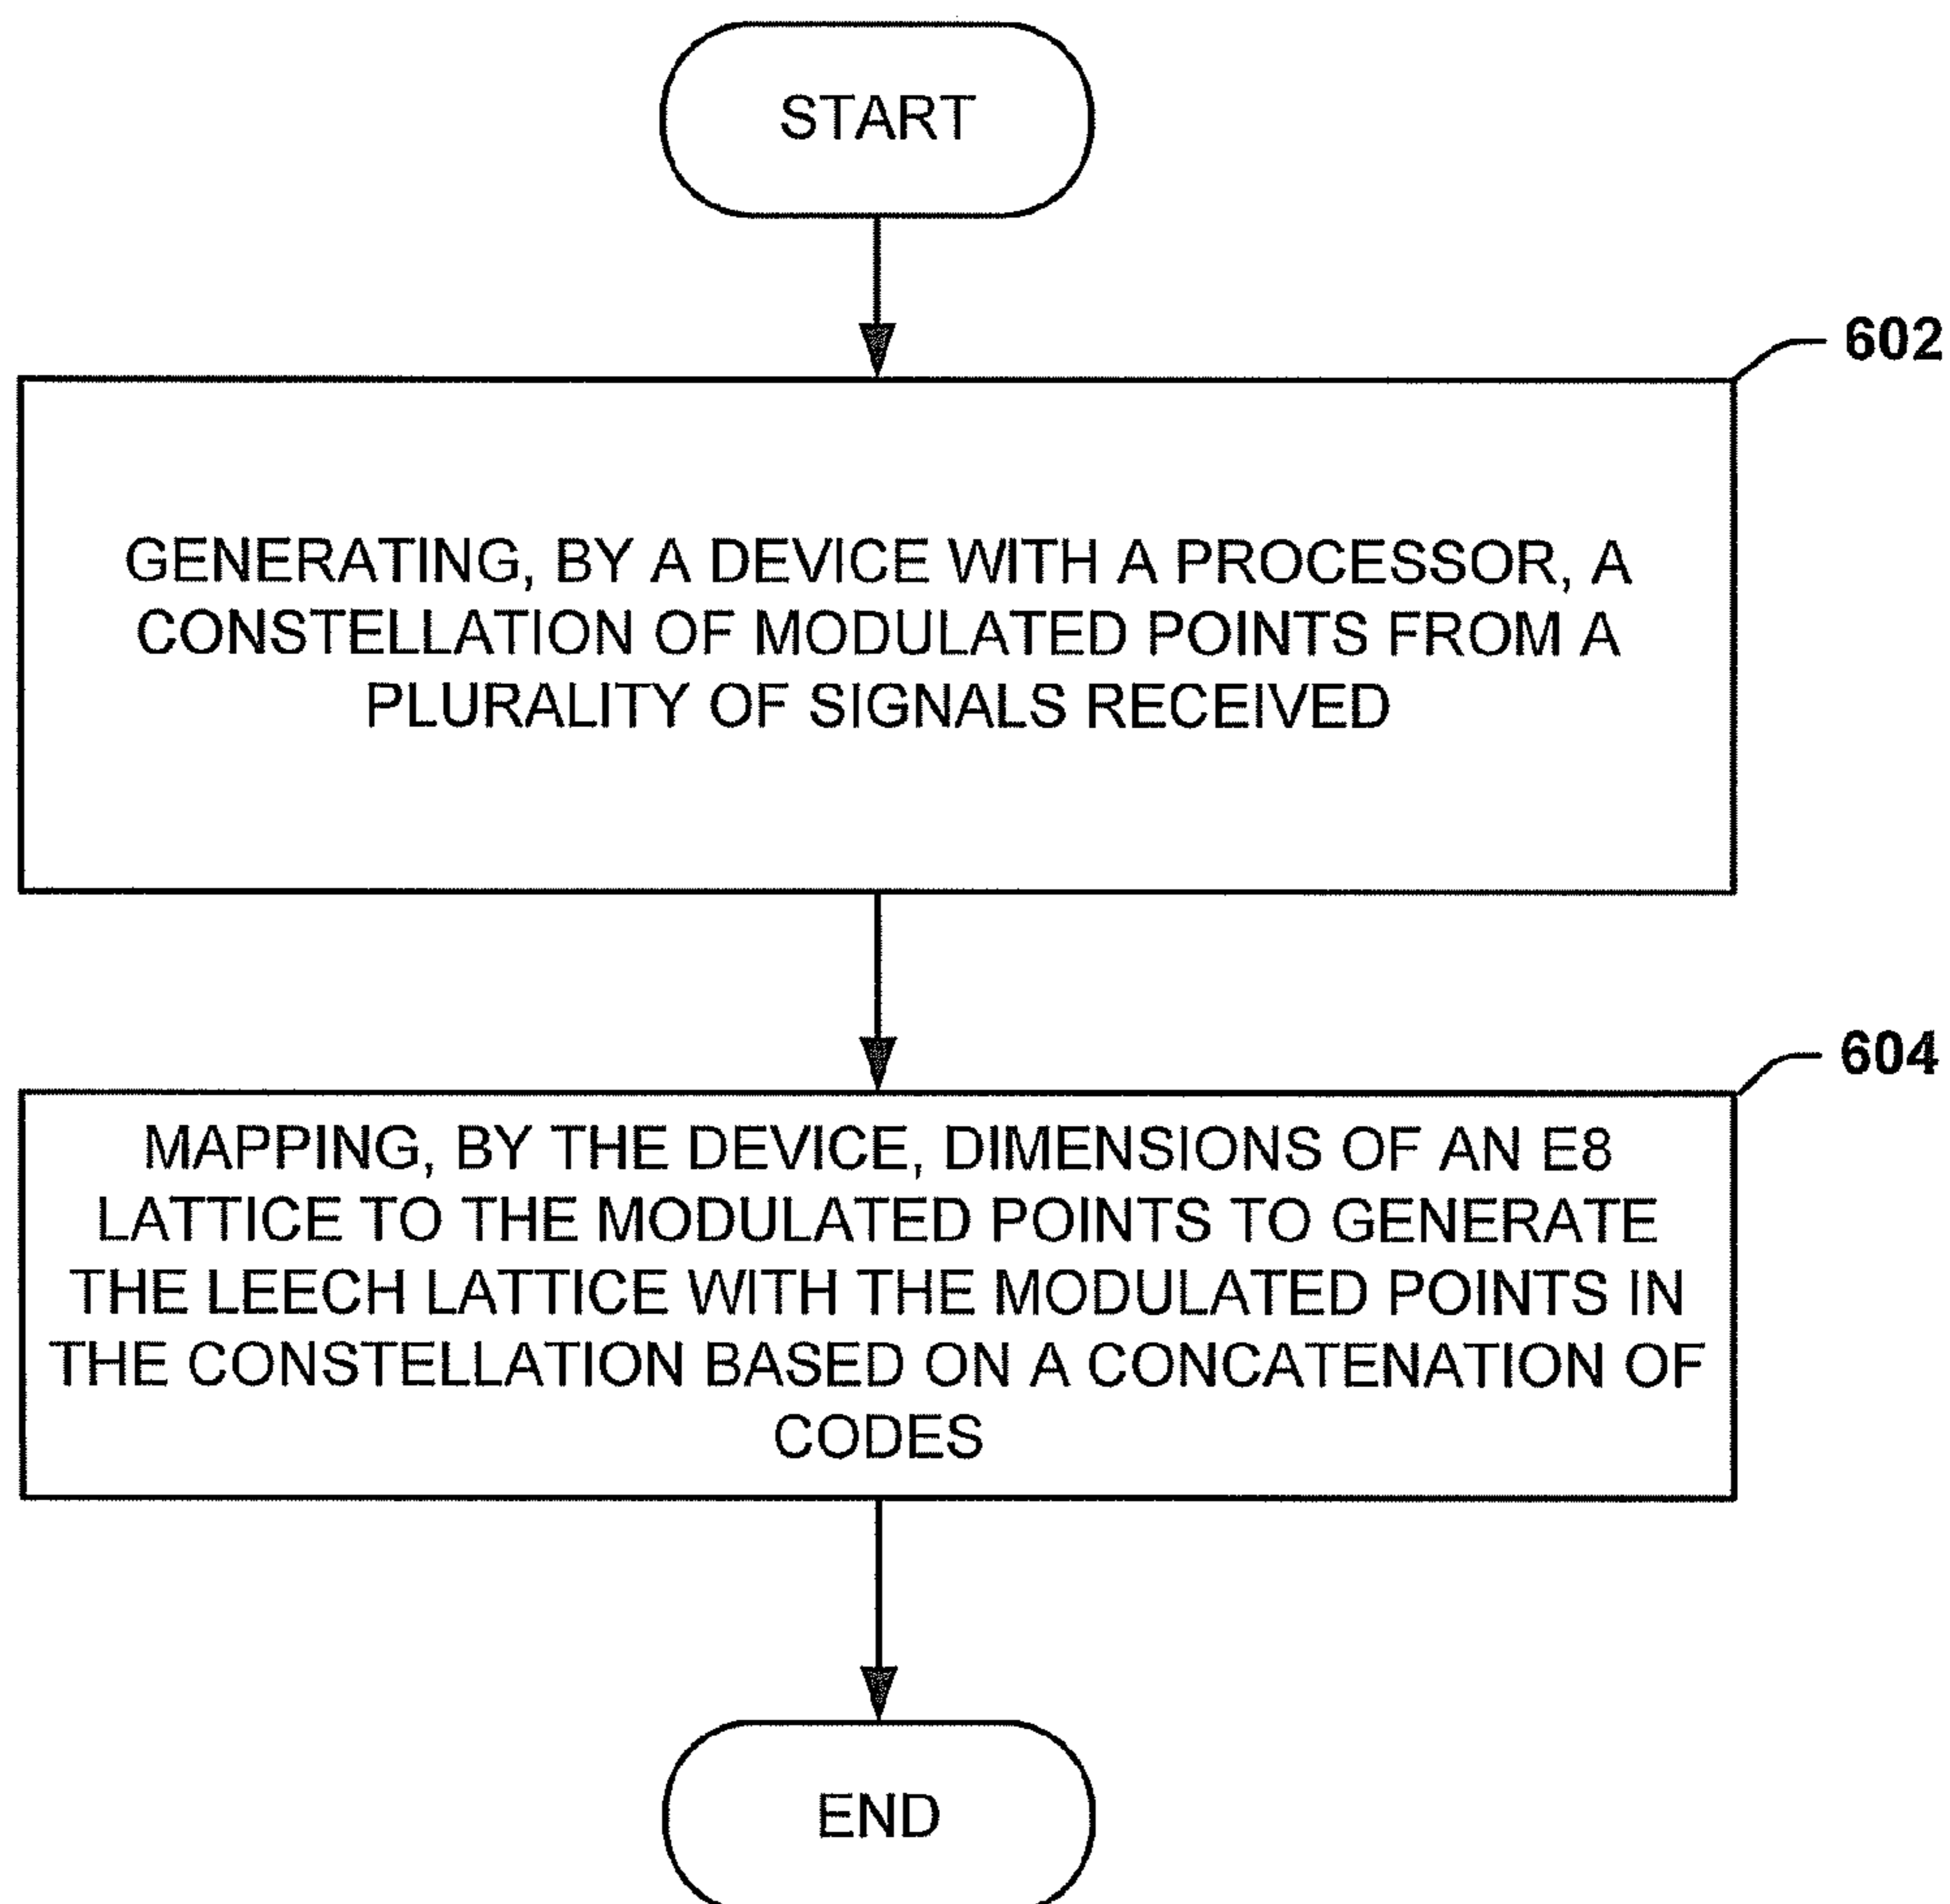 START
602
GENERATING, BY A DEVICE WITH A PROCESSOR, A
CONSTELLATION OF MODULATED POINTS FROM A
PLURALITY OF SIGNALS RECEIVED
604
MAPPING, BY THE DEVICE, DIMENSIONS OF AN E8
LATTICE TO THE MODULATED POINTS TO GENERATE
THE LEECH LATTICE WITH THE MODULATED POINTS IN
THE CONSTELLATION BASED ON A CONCATENATION OF
CODES
END